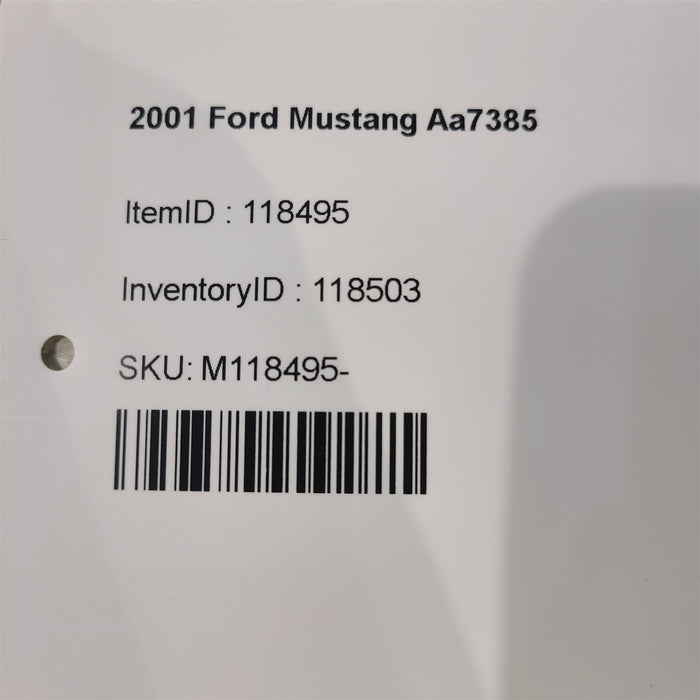 2001 Ford Mustang Aa7385
ItemID : 118495
InventoryID : 118503
SKU: M118495-